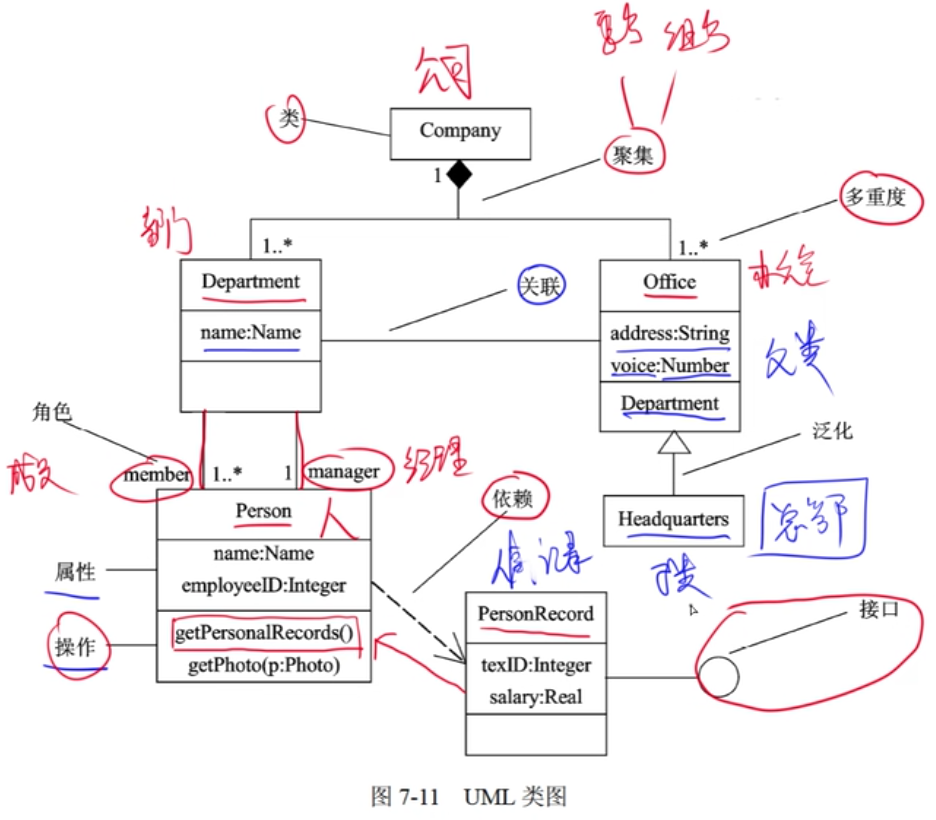 聚合 组合
公司
类
Company
1
聚集
多重度
部门
1..*
1..*
Department
关联
Office
办公室
name:Name
address:String
voice:Number
父类
Department
角色
泛化
成员
member
1..*
1
manager
经理
依赖
Person
人
Headquarters
总部
name:Name
子类
属性
employeeID:Integer
PersonRecord
接口
操作
getPersonalRecords()
getPhoto(p:Photo)
texID:Integer
salary:Real
图 7-11 UML 类图